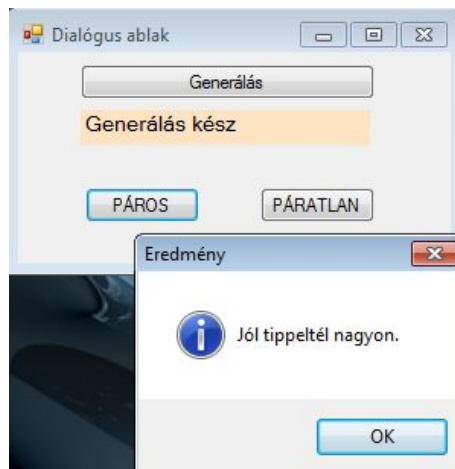 Dialógus ablak
Generálás
Generálás kész
PÁROS
PÁRATLAN
Eredmény
Jól tippeltél nagyon.
OK